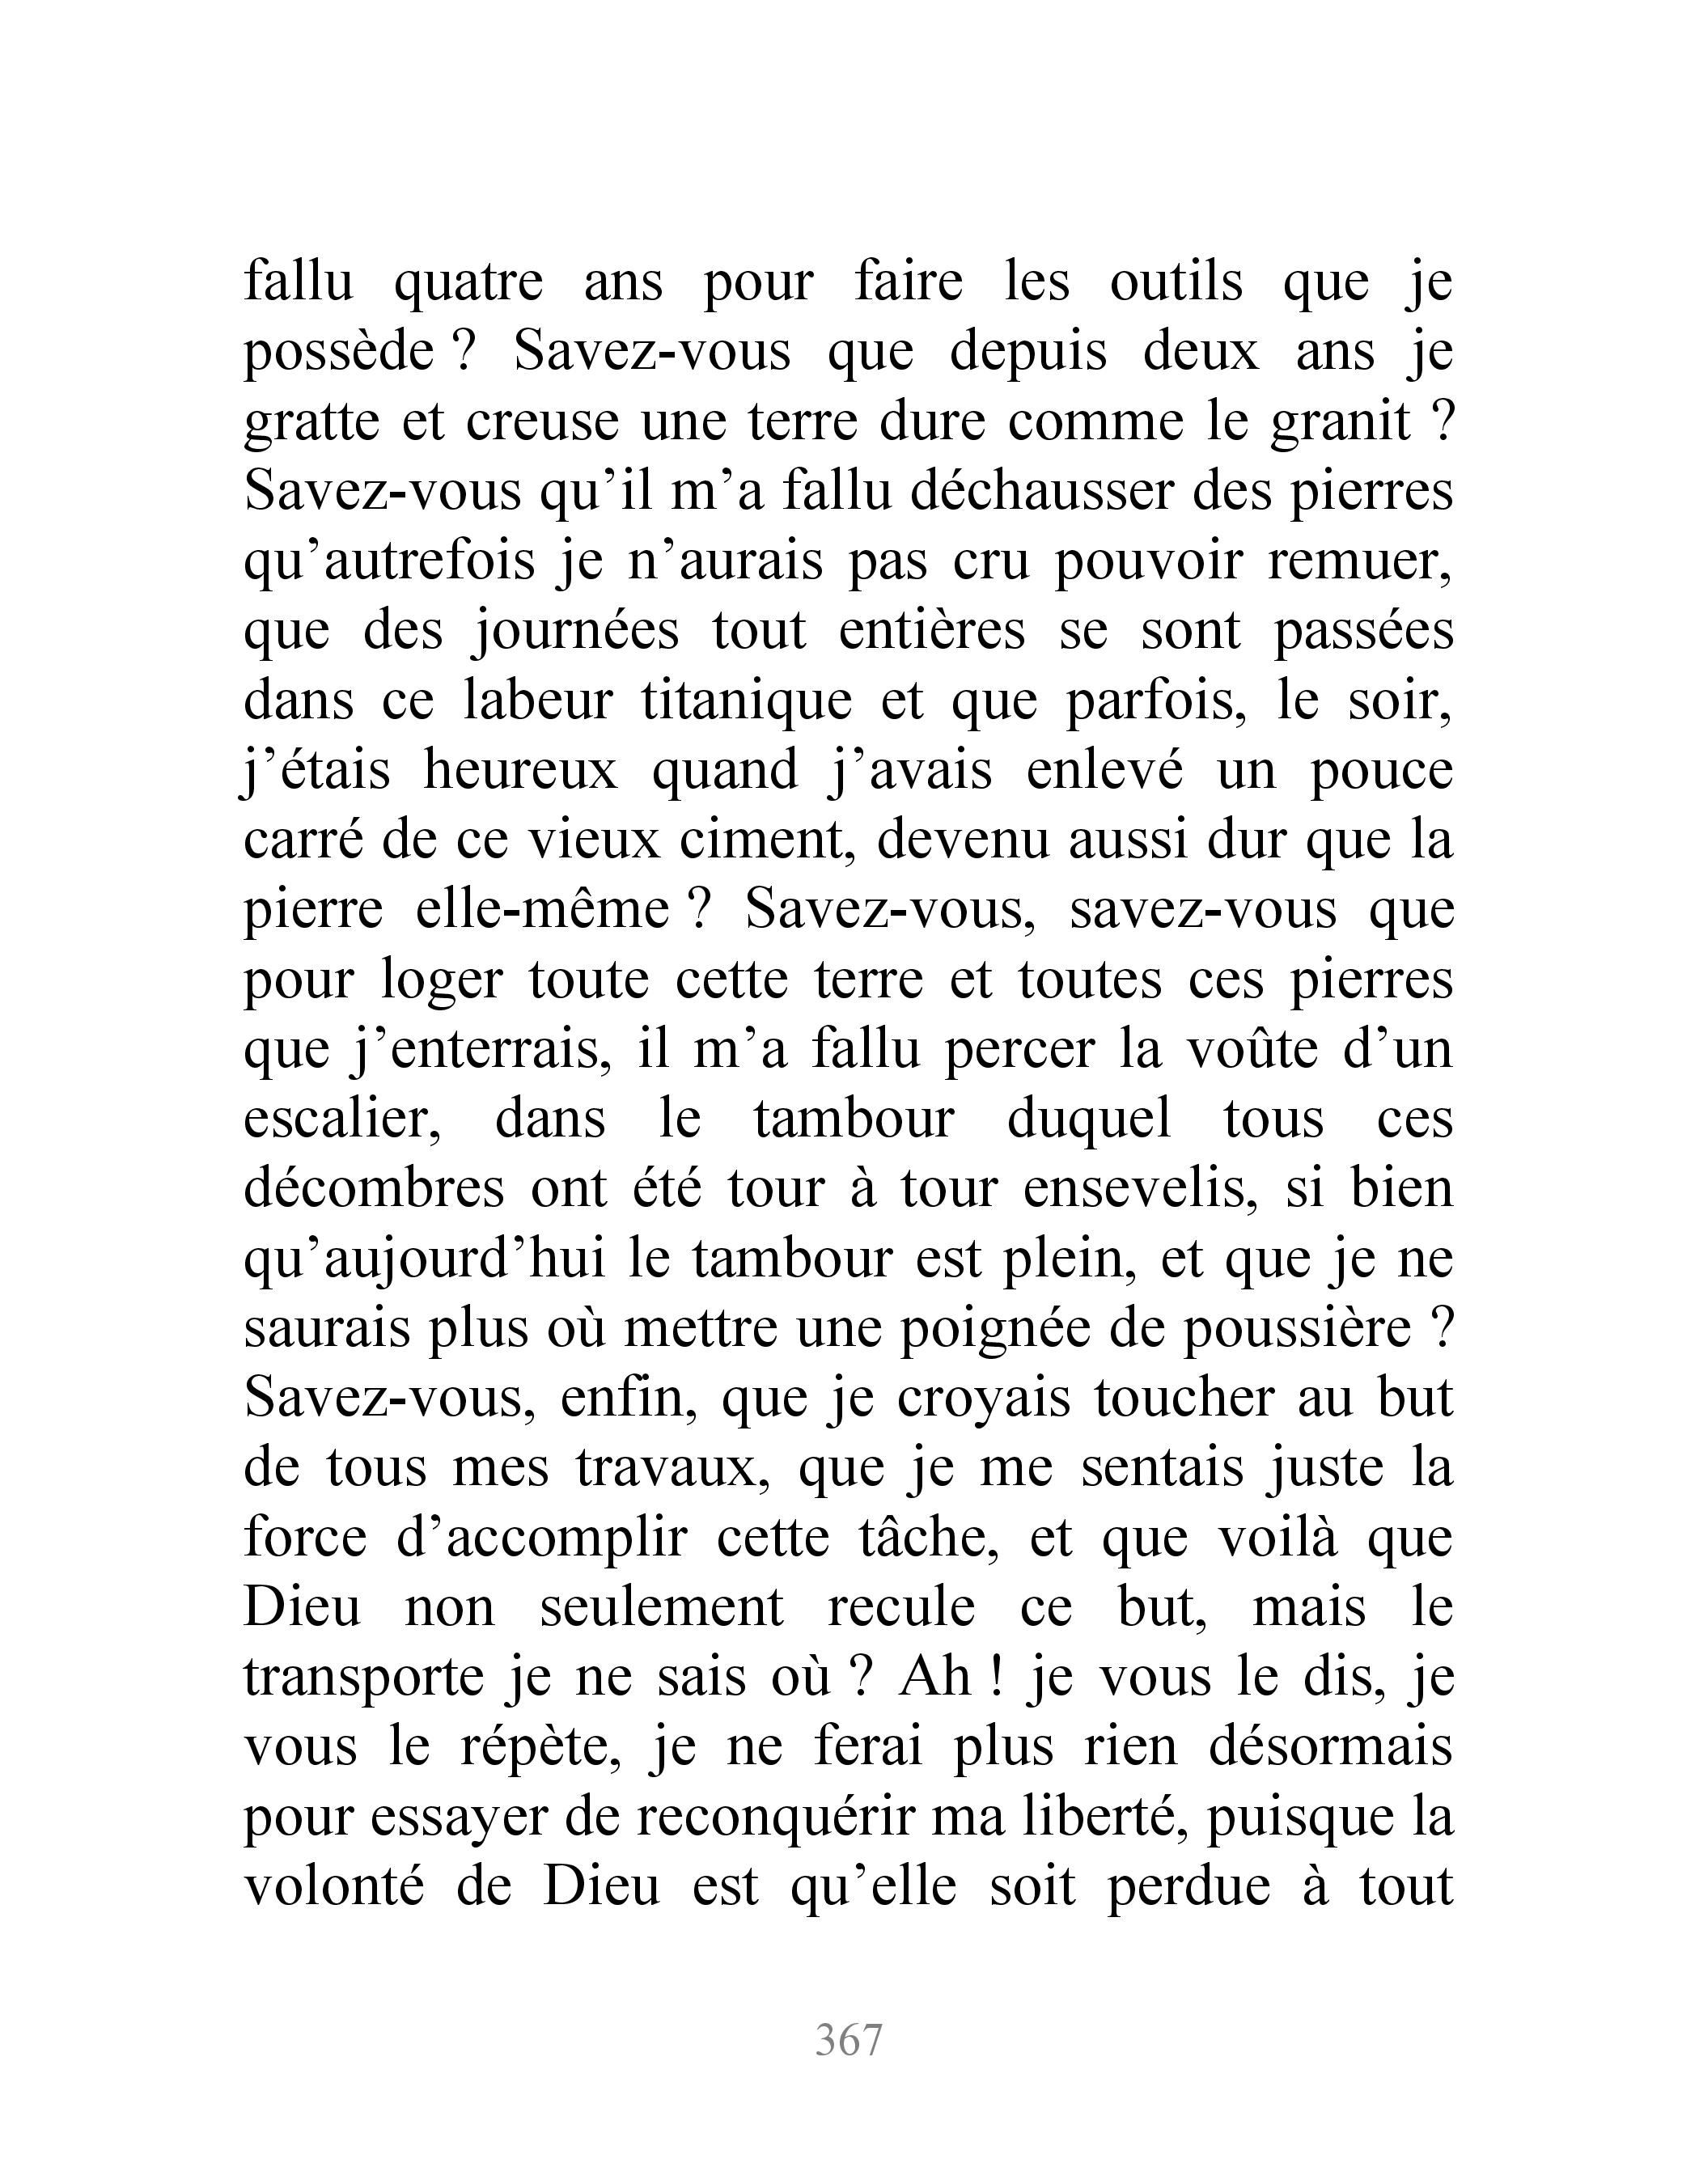 fallu quatre ans pour faire les outils que je
possède ? Savez-vous que depuis deux ans je
gratte et creuse une terre dure comme le granit ?
Savez-vous qu’il m’a fallu déchausser des pierres
qu’autrefois je n’aurais pas cru pouvoir remuer,
que des journées tout entières se sont passées
dans ce labeur titanique et que parfois, le soir,
j’étais heureux quand j’avais enlevé un pouce
carré de ce vieux ciment, devenu aussi dur que la
pierre elle-même ? Savez-vous, savez-vous que
pour loger toute cette terre et toutes ces pierres
que j’enterrais, il m’a fallu percer la voûte d’un
escalier, dans le tambour duquel tous ces
décombres ont été tour à tour ensevelis, si bien
qu’aujourd’hui le tambour est plein, et que je ne
saurais plus où mettre une poignée de poussière ?
Savez-vous, enfin, que je croyais toucher au but
de tous mes travaux, que je me sentais juste la
force d’accomplir cette tâche, et que voilà que
Dieu non seulement recule ce but, mais le
transporte je ne sais où ? Ah ! je vous le dis, je
vous le répète, je ne ferai plus rien désormais
pour essayer de reconquérir ma liberté, puisque la
volonté de Dieu est qu’elle soit perdue à tout
367